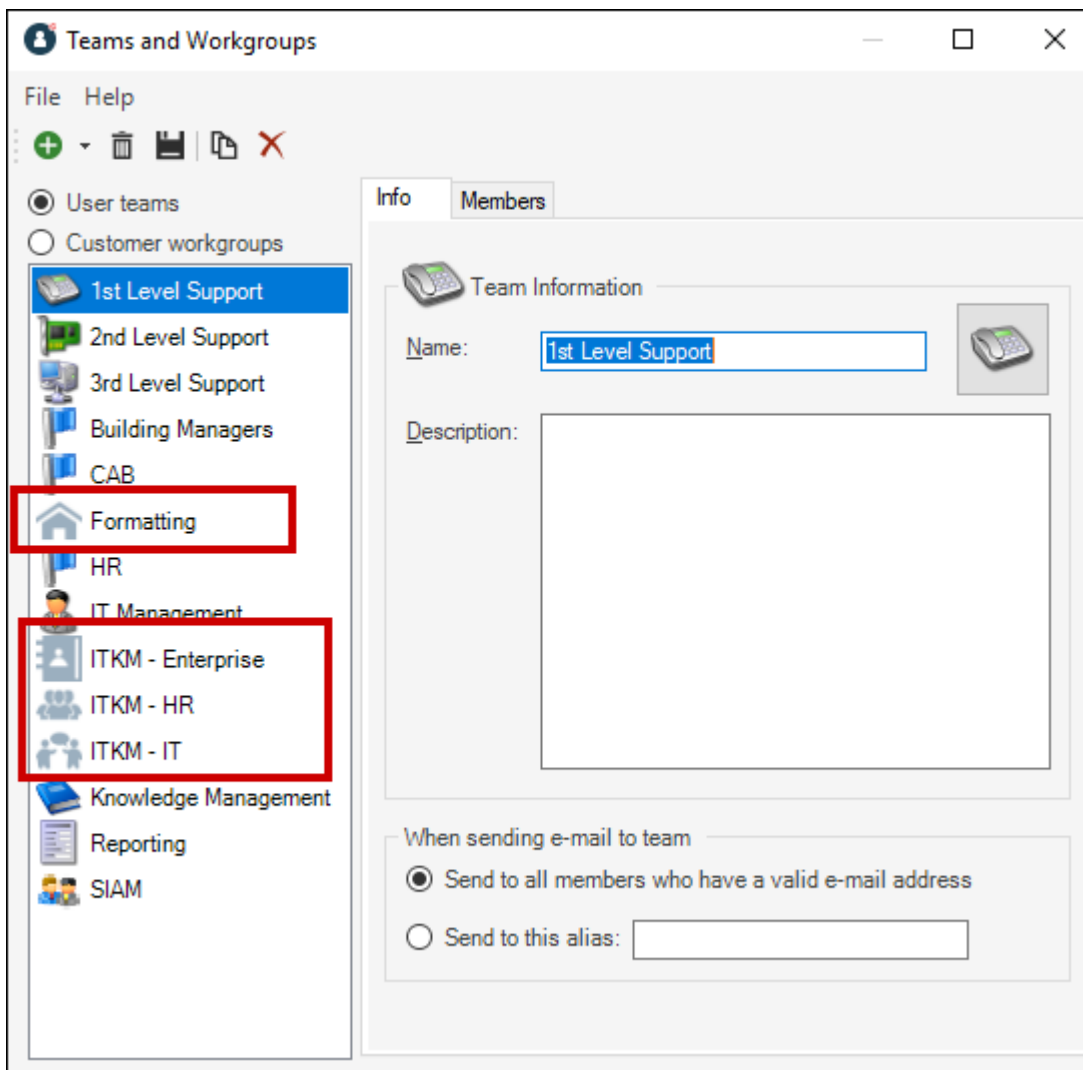 Teams and Workgroups
File Help
User teams
Customer workgroups
1st Level Support
2nd Level Support
3rd Level Support
Building Managers
CAB
Formatting
HR
IT Management
ITKM - Enterprise
ITKM - HR
ITKM - IT
Knowledge Management
Reporting
SIAM
Info Members
Team Information
Name: 1st Level Support
Description:
When sending e-mail to team
Send to all members who have a valid e-mail address
Send to this alias: